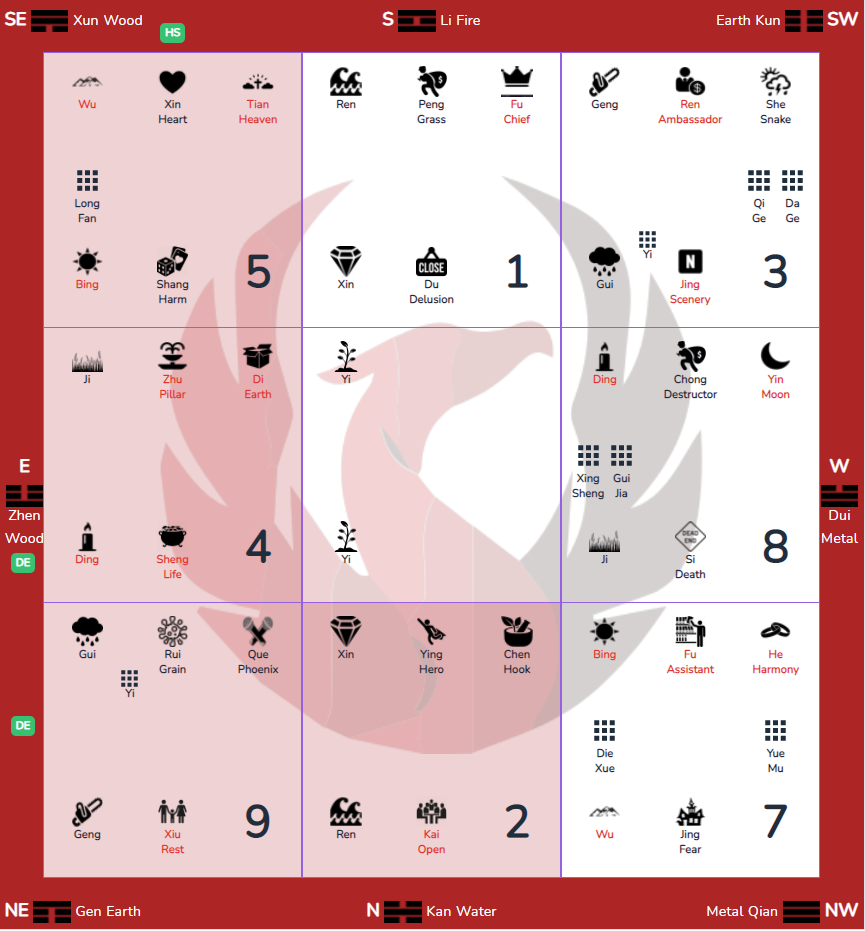 SE Xun Wood
HS
S Li Fire
Earth Kun SW
Wu Xin Heart Tian Heaven
Long Fan
Bing Shang Harm 5
Ren Peng Grass Fu Chief
Xin CLOSE Du Delusion 1
Geng Ren Ambassador She Snake
Qi Ge Da Ge
Yi
Gui N Jing Scenery 3
E
Zhen
Wood
DE
Ji Zhu Pillar Di Earth
Ding Sheng Life 4
Yi
Yi
Ding $ Chong Destructor Yin Moon
Xing Sheng Gui Jia
Ji DEAD END Si Death 8
W
Dui
Metal
DE
Gui Rui Grain Que Phoenix
Yi
Geng Xiu Rest 9
Xin Ying Hero Chen Hook
Ren Kai Open 2
Bing Fu Assistant He Harmony
Die Xue Yue Mu
Wu Jing Fear 7
NE Gen Earth
N Kan Water
Metal Qian NW